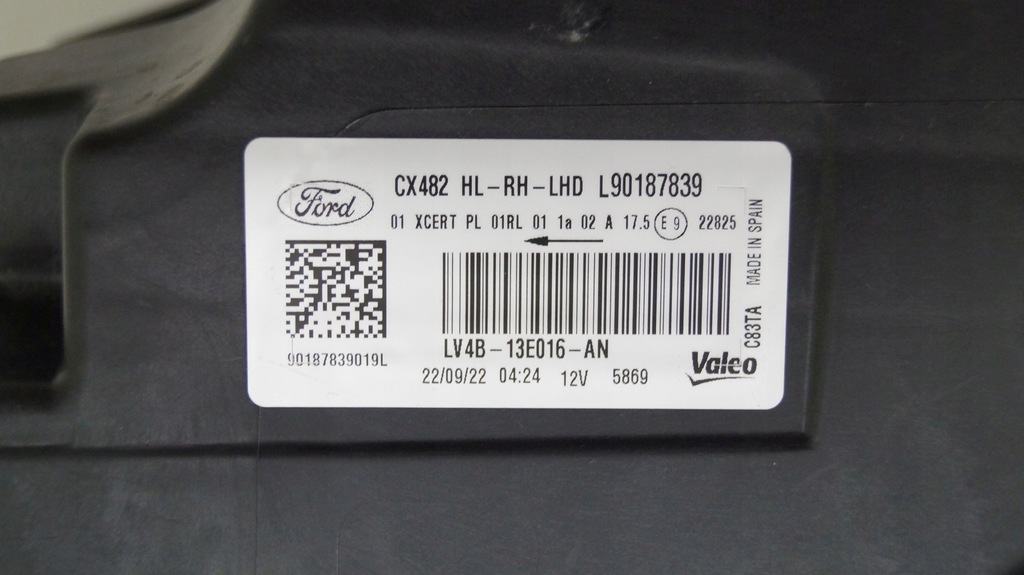 Ford
CX482 HL-RH-LHD L90187839
01 XCERT PL 01RL 01 1a 02 A 17.5 E9 22825
90187839019L
LV4B-13E016-AN
22/09/22 04:24 12V 5869
Valeo
C83TA MADE IN SPAIN